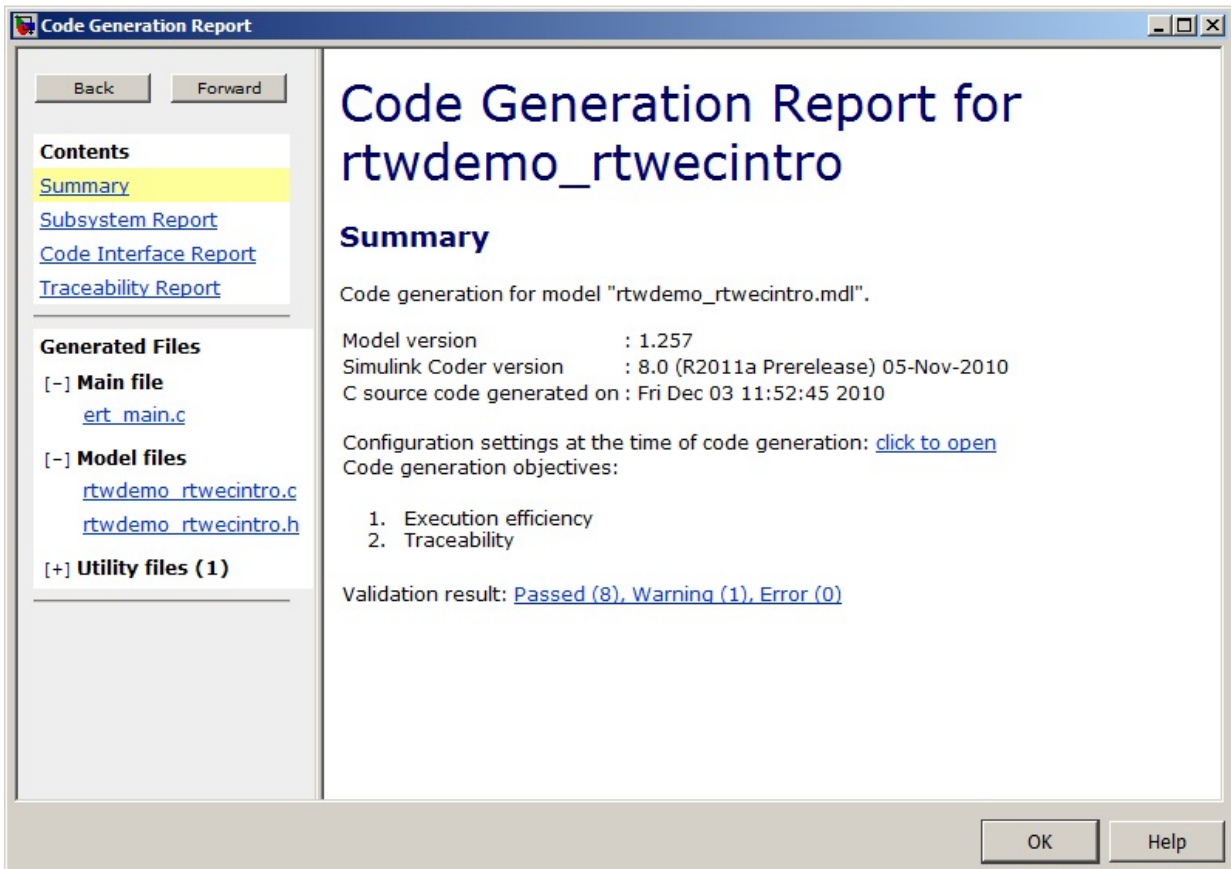 Code Generation Report
Back
Forward
Contents
Summary
Subsystem Report
Code Interface Report
Traceability Report
Generated Files
[-] Main file
ert_main.c
[-] Model files
rtwdemo_rtwecintro.c
rtwdemo_rtwecintro.h
[+] Utility files (1)
Code Generation Report for
rtwdemo_rtwecintro
Summary
Code generation for model "rtwdemo_rtwecintro.mdl".
Model version : 1.257
Simulink Coder version : 8.0 (R2011a Prerelease) 05-Nov-2010
C source code generated on : Fri Dec 03 11:52:45 2010
Configuration settings at the time of code generation: click to open
Code generation objectives:
1. Execution efficiency
2. Traceability
Validation result: Passed (8), Warning (1), Error (0)
OK
Help